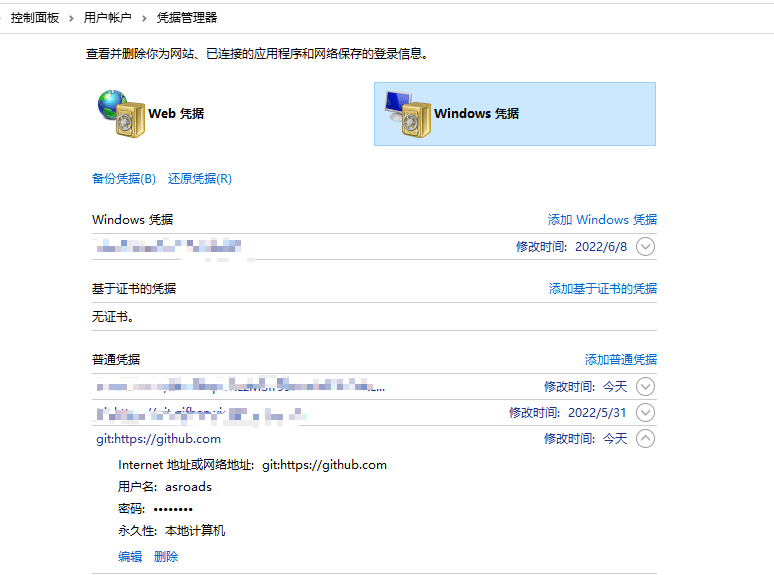 控制面板 › 用户帐户 › 凭据管理器
查看并删除你为网站、已连接的应用程序和网络保存的登录信息。
Web 凭据 Windows 凭据
备份凭据(B) 还原凭据(R)
Windows 凭据 添加 Windows 凭据
修改时间: 2022/6/8
基于证书的凭据 添加基于证书的凭据
无证书。
普通凭据 添加普通凭据
修改时间: 今天
修改时间: 2022/5/31
git:https://github.com 修改时间: 今天
Internet 地址或网络地址: git:https://github.com
用户名: asroads
密码: ••••••••
永久性: 本地计算机
编辑 删除